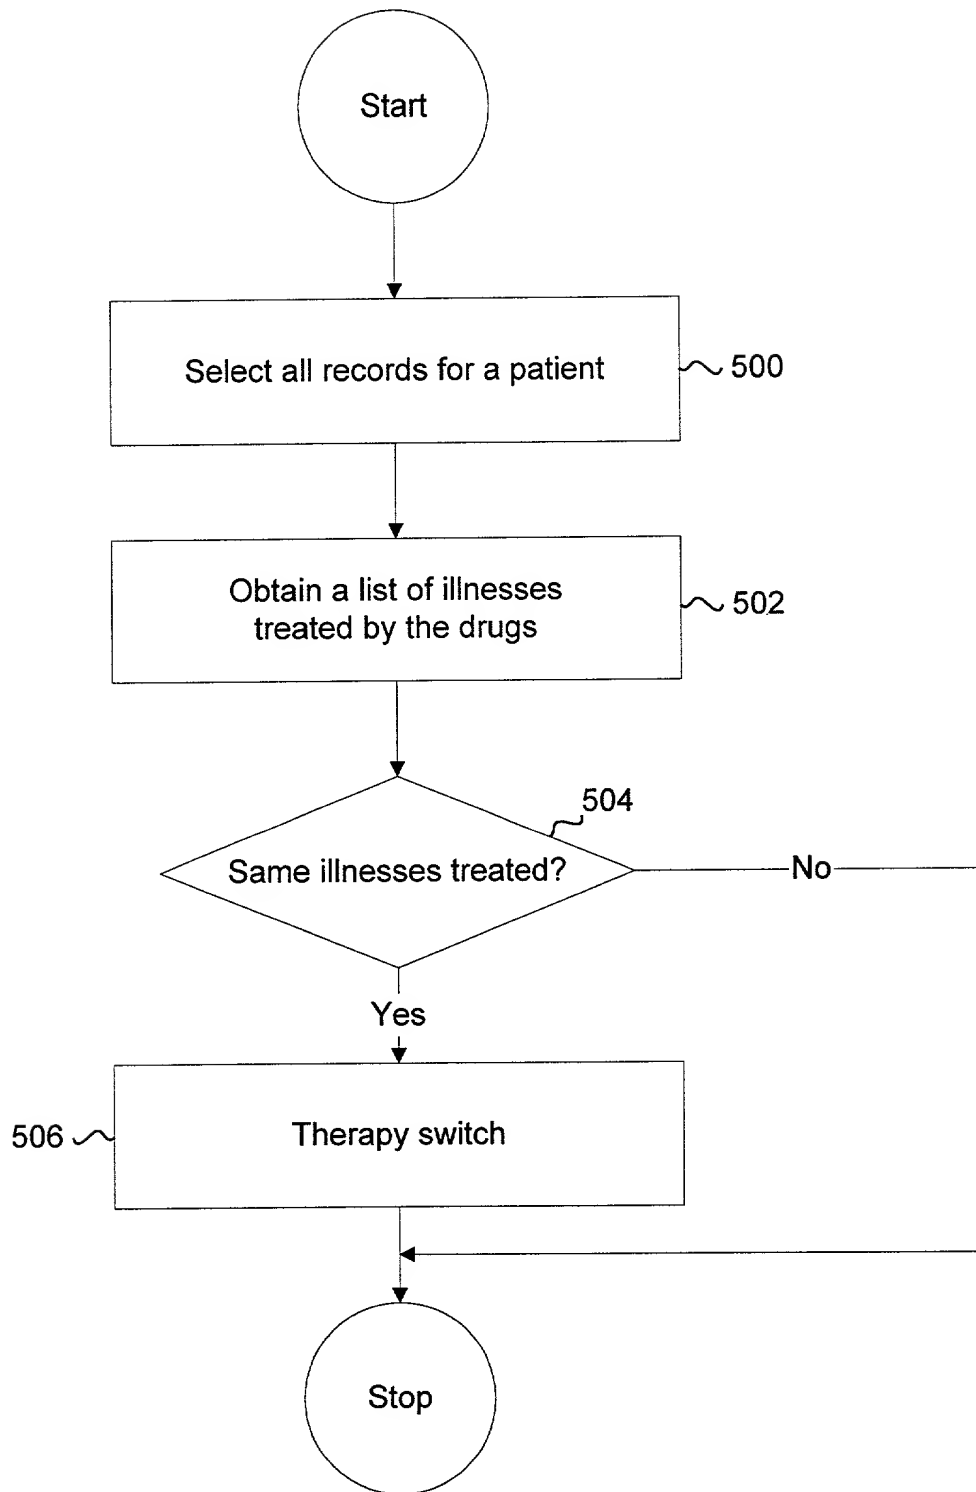 Start
Select all records for a patient
500
Obtain a list of illnesses
treated by the drugs
502
504
Same illnesses treated?
No
Yes
506
Therapy switch
Stop